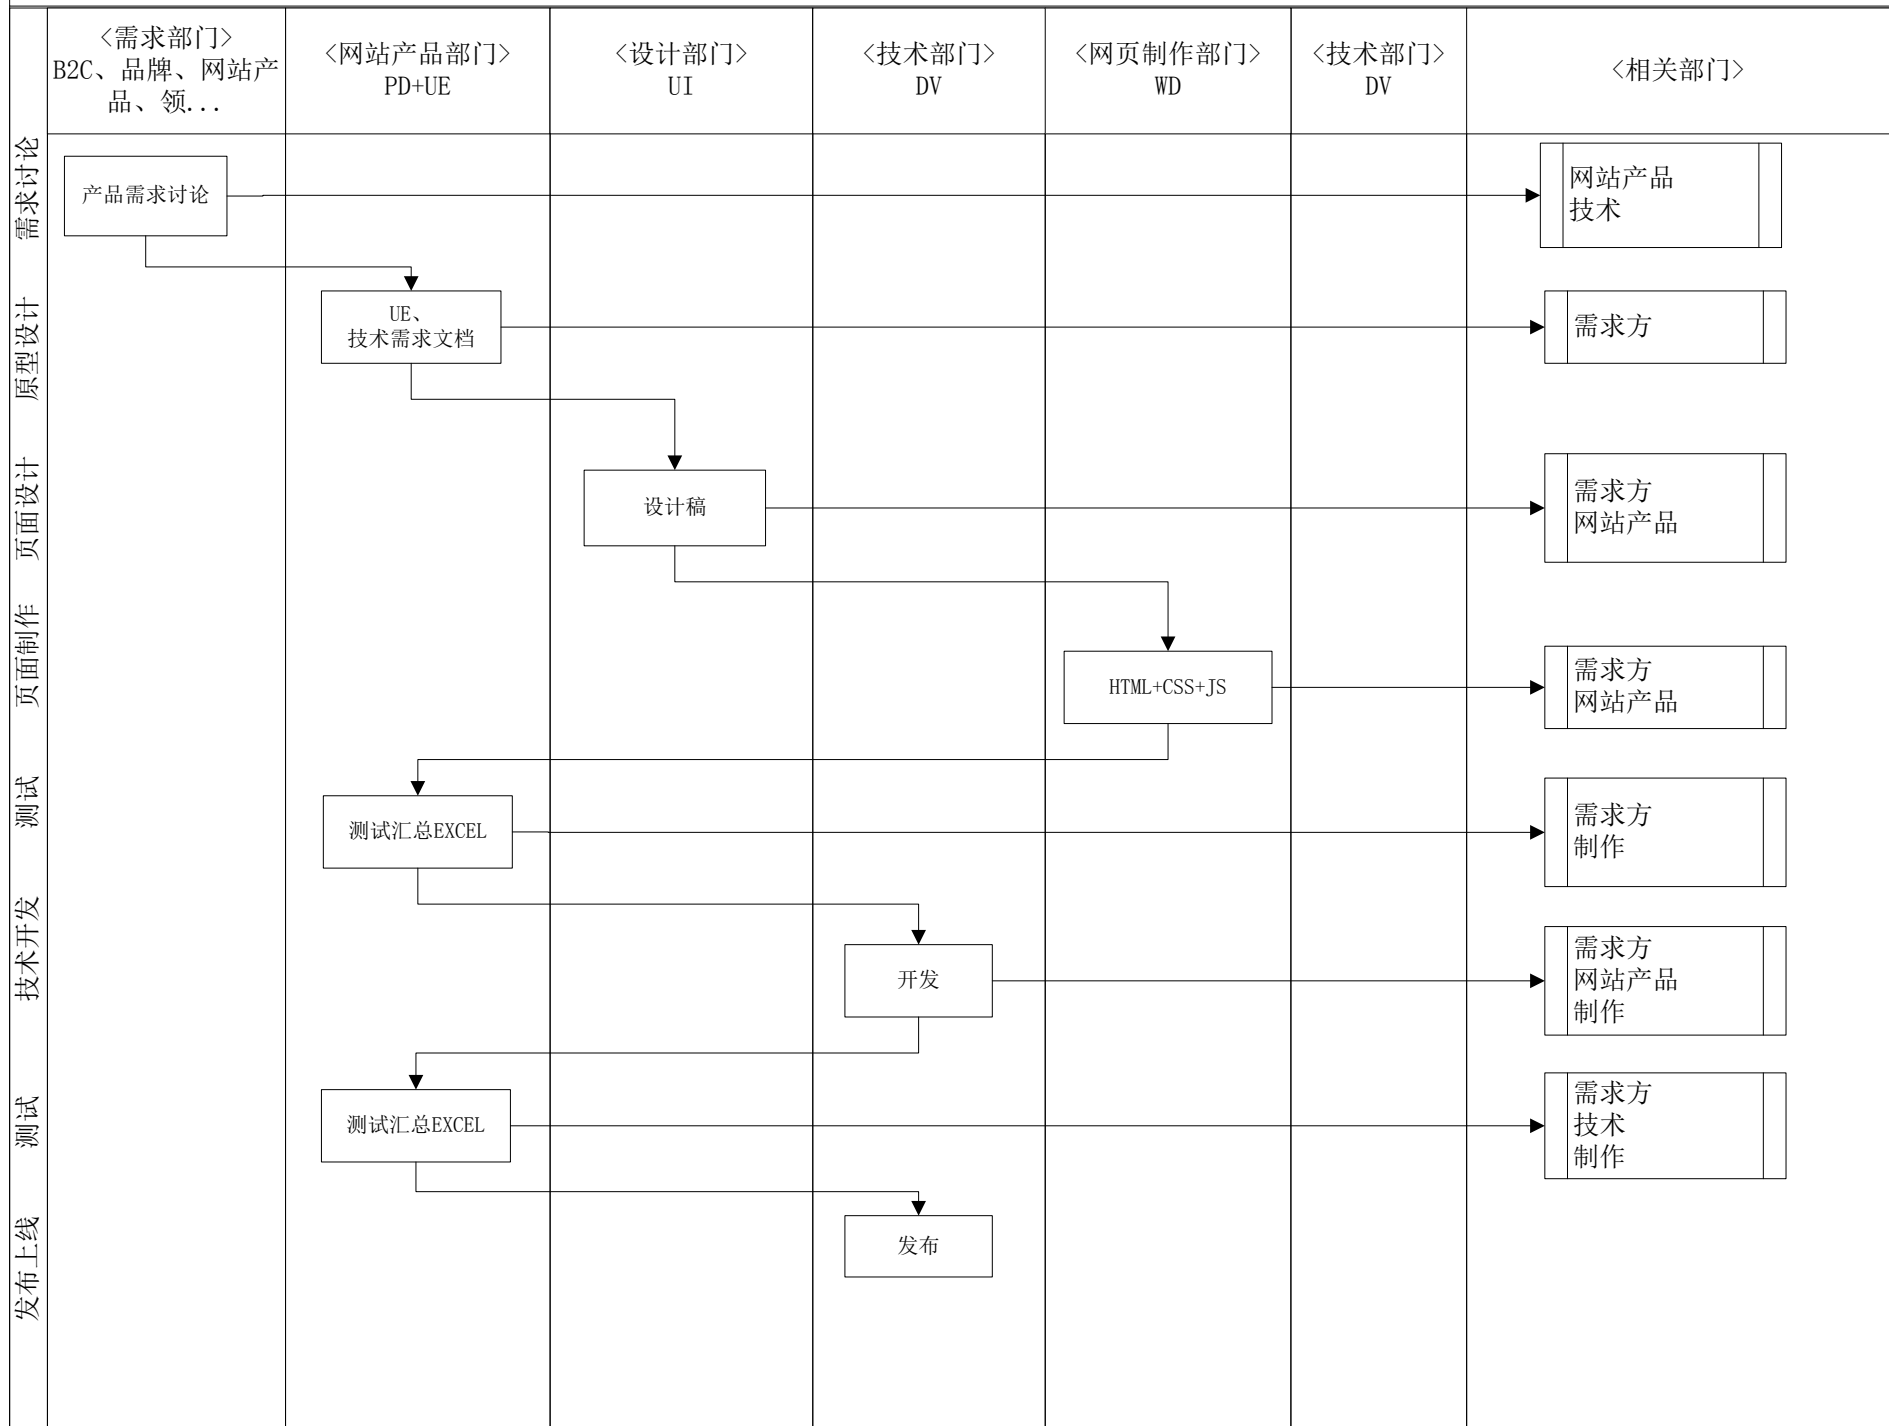 <需求部门>
B2C、品牌、网站产
品、领...
<网站产品部门>
PD+UE
<设计部门>
UI
<技术部门>
DV
<网页制作部门>
WD
<技术部门>
DV
<相关部门>
需求讨论
产品需求讨论
网站产品
技术
原型设计
UE、
技术需求文档
需求方
页面设计
设计稿
需求方
网站产品
页面制作
HTML+CSS+JS
需求方
网站产品
测试
测试汇总EXCEL
需求方
制作
技术开发
开发
需求方
网站产品
制作
测试
测试汇总EXCEL
需求方
技术
制作
发布上线
发布